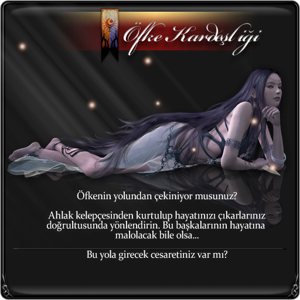 Öfke Kardeşliği
Öfkenin yolundan çekiniyor musunuz?
Ahlak kelepçesinden kurtulup hayatınızı çıkarlarınız
doğrultusunda yönlendirin. Bu başkalarının hayatına
malolacak bile olsa...
Bu yola girecek cesaretiniz var mı?